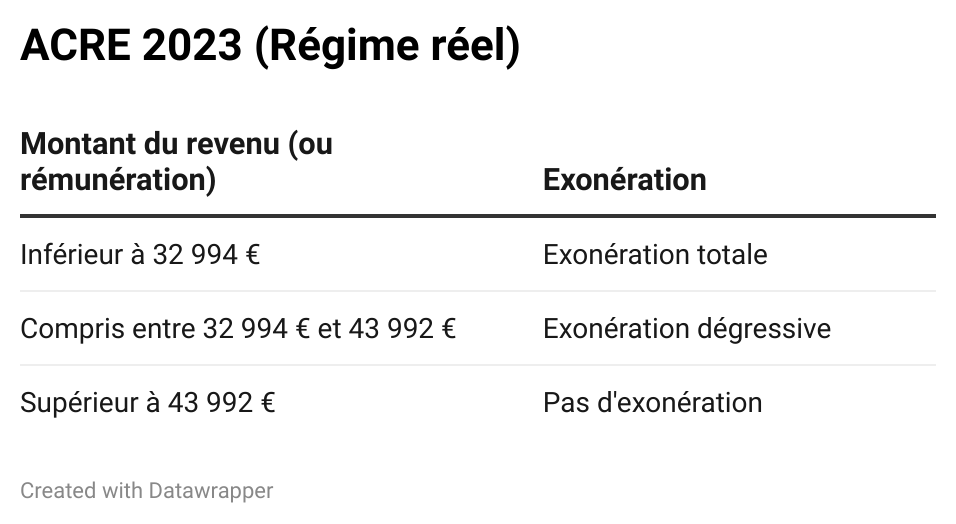 ACRE 2023 (Régime réel)
Montant du revenu (ou
rémunération)
Exonération
Inférieur à 32 994 €
Exonération totale
Compris entre 32 994 € et 43 992 €
Exonération dégressive
Supérieur à 43 992 €
Pas d'exonération
Created with Datawrapper